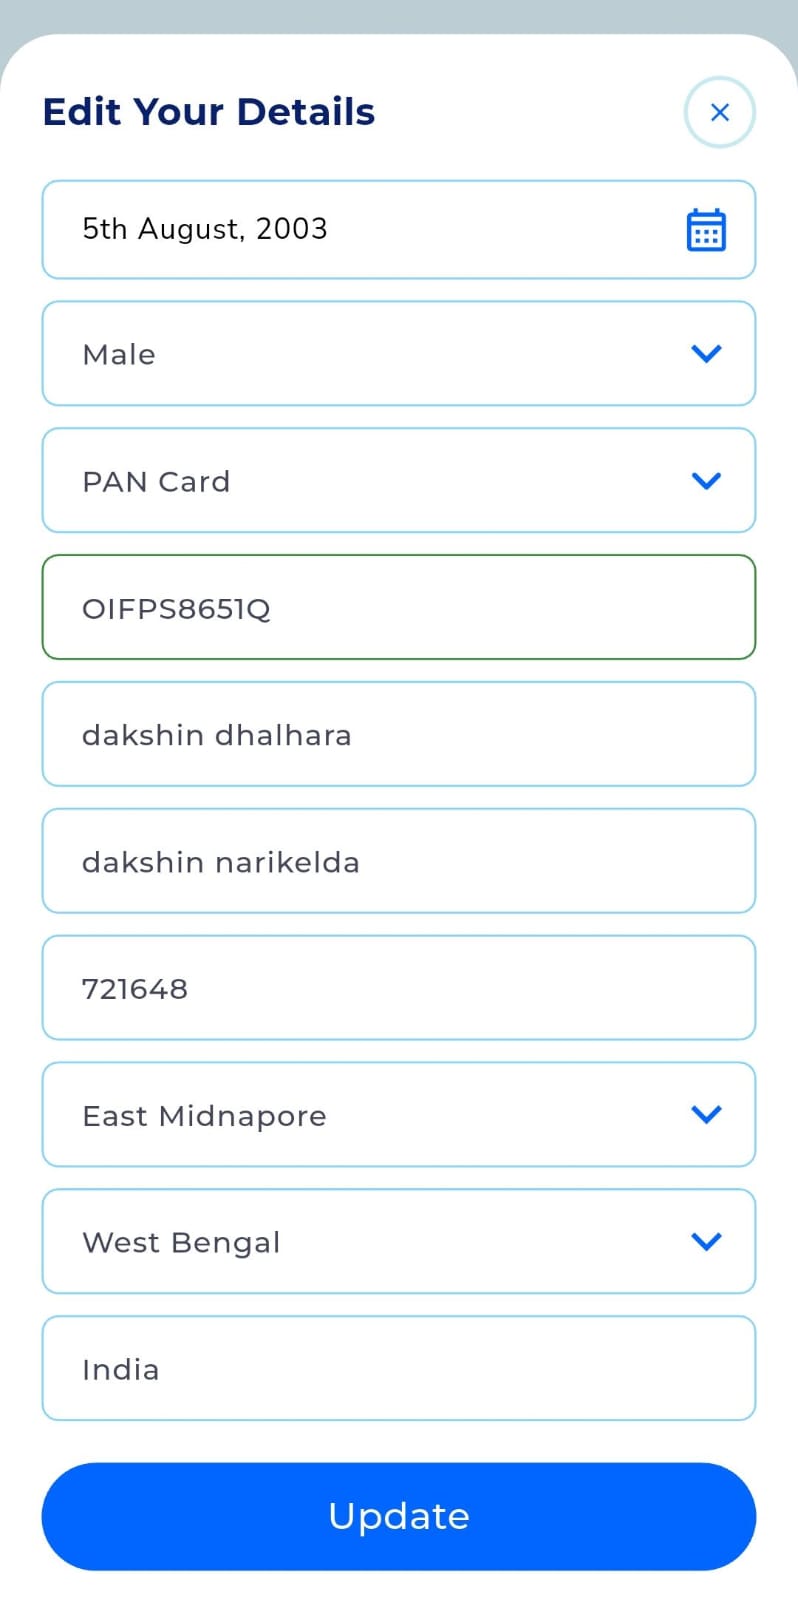 Edit Your Details
5th August, 2003
Male
PAN Card
OIFPS8651Q
dakshin dhalhara
dakshin narikelda
721648
East Midnapore
West Bengal
India
Update